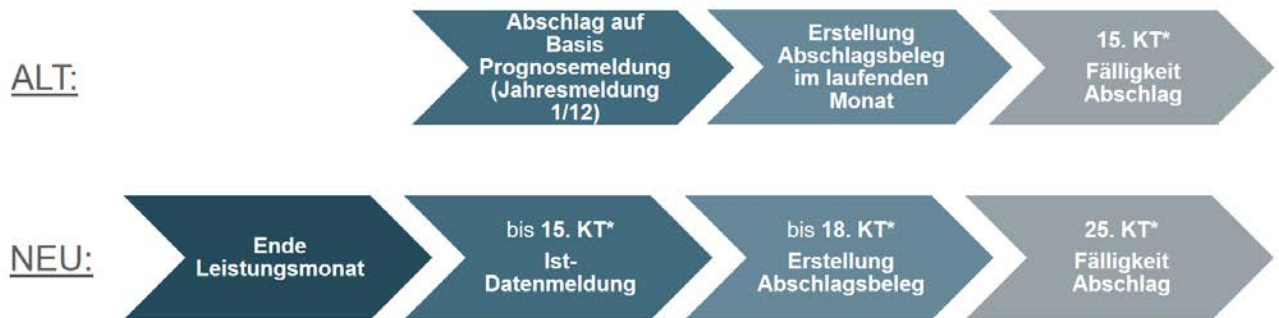 ALT:
Abschlag auf
Basis
Prognosemeldung
(Jahresmeldung
1/12)
Erstellung
Abschlagsbeleg
im laufenden
Monat
15. KT*
Fälligkeit
Abschlag
NEU:
Ende
Leistungsmonat
bis 15. KT*
Ist-
Datenmeldung
bis 18. KT*
Erstellung
Abschlagsbeleg
25. KT*
Fälligkeit
Abschlag